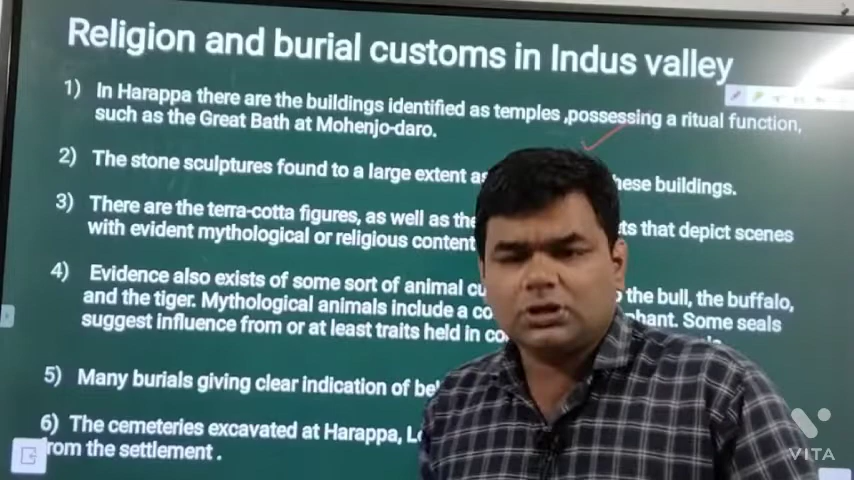 Religion and burial customs in Indus valley
1) In Harappa there are the buildings identified as temples ,possessing a ritual function,
such as the Great Bath at Mohenjo-daro.
2) The stone sculptures found to a large extent as hese buildings.
3) There are the terra-cotta figures, as well as the ts that depict scenes
with evident mythological or religious content
4) Evidence also exists of some sort of animal cu the bull, the buffalo,
and the tiger. Mythological animals include a co phant. Some seals
suggest influence from or at least traits held in co
5) Many burials giving clear indication of be
6) The cemeteries excavated at Harappa, Lo
from the settlement .
VITA